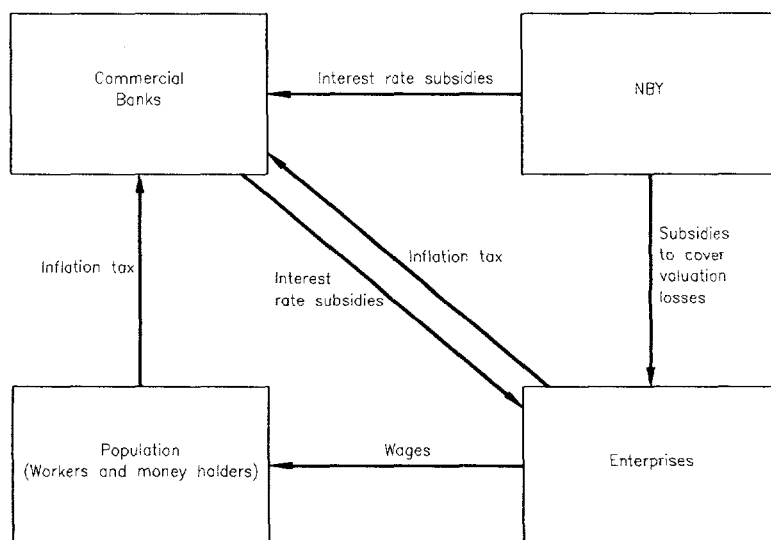 Commercial
Banks
Interest rate subsidies
NBY
Inflation tax
Interest
rate subsidies
Inflation tax
Subsidies
to cover
valuation
losses
Population
(Workers and money holders)
Wages
Enterprises